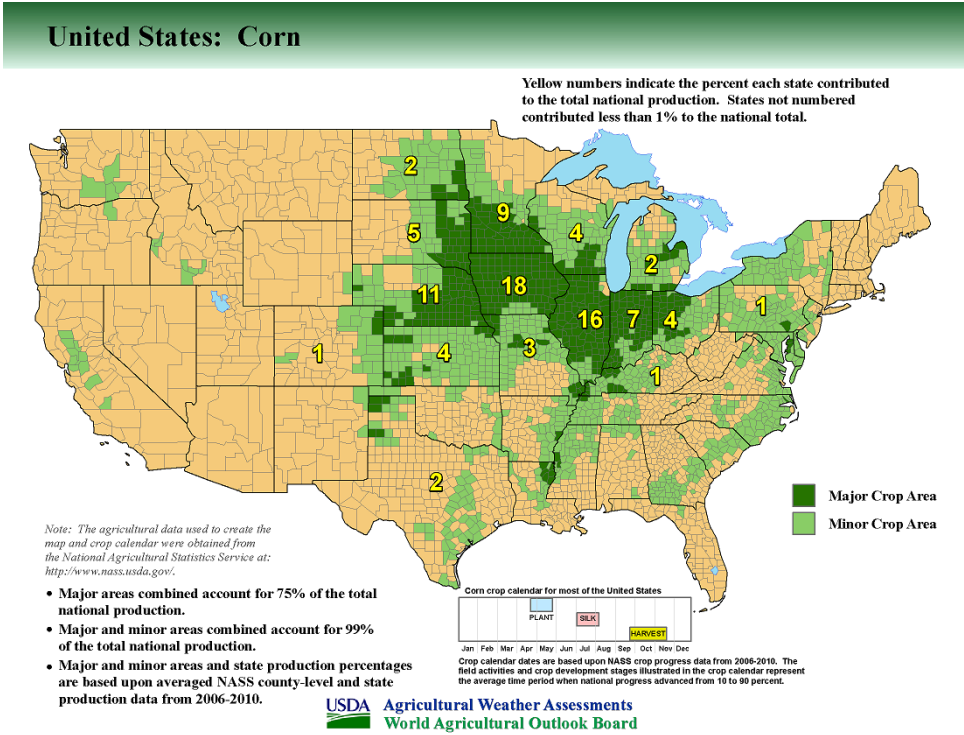 United States: Corn
Yellow numbers indicate the percent each state contributed
to the total national production. States not numbered
contributed less than 1% to the national total.
2
9
5
4
2
11
18
16
7
4
1
1
4
3
1
2
Major Crop Area
Minor Crop Area
Note: The agricultural data used to create the
map and crop calendar were obtained from
the National Agricultural Statistics Service at:
http://www.nass.usda.gov/.
• Major areas combined account for 75% of the total
national production.
• Major and minor areas combined account for 99%
of the total national production.
• Major and minor areas and state production percentages
are based upon averaged NASS county-level and state
production data from 2006-2010.
Corn crop calendar for most of the United States
PLANT
SILK
HARVEST
Jan Feb Mar Apr May Jun Jul Aug Sep Oct Nov Dec
Crop calendar dates are based upon NASS crop progress data from 2006-2010. The
field activities and crop development stages illustrated in the crop calendar represent
the average time period when national progress advanced from 10 to 90 percent.
USDA Agricultural Weather Assessments
World Agricultural Outlook Board